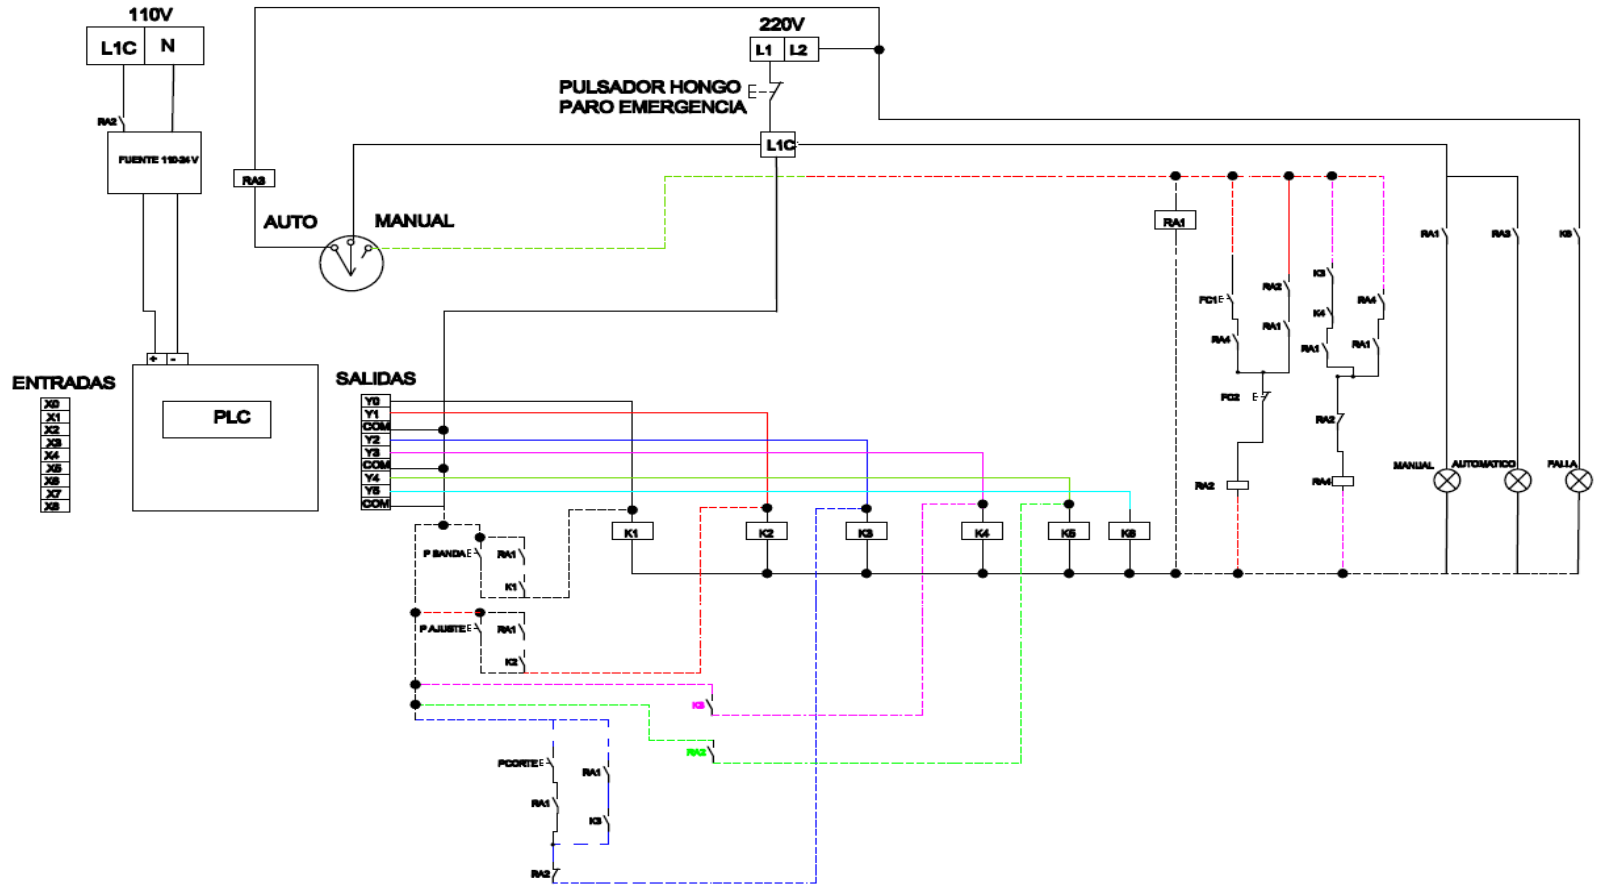 110V
L1C N
220V
L1 L2
PULSADOR HONGO
PARO EMERGENCIA
RA2
L1C
FUENTE 110-24 V
RA3
AUTO
MANUAL
RA1
RA1
RA3
K6
K3
RA2
FC1
RA4
K4
RA1
RA4
RA1
RA1
+ -
ENTRADAS
SALIDAS
PLC
X0
X1
X2
X3
X4
X5
X6
X7
X8
Y0
Y1
COM
Y2
Y3
COM
Y4
Y5
COM
FC2
RA2
MANUAL
AUTOMATICO
FALLA
RA2
RA4
K1
K2
K3
K4
K5
K6
P BANDA
RA1
K1
P AJUSTE
RA1
K2
K3
RA2
PCORTE
RA1
RA1
K3
RA2